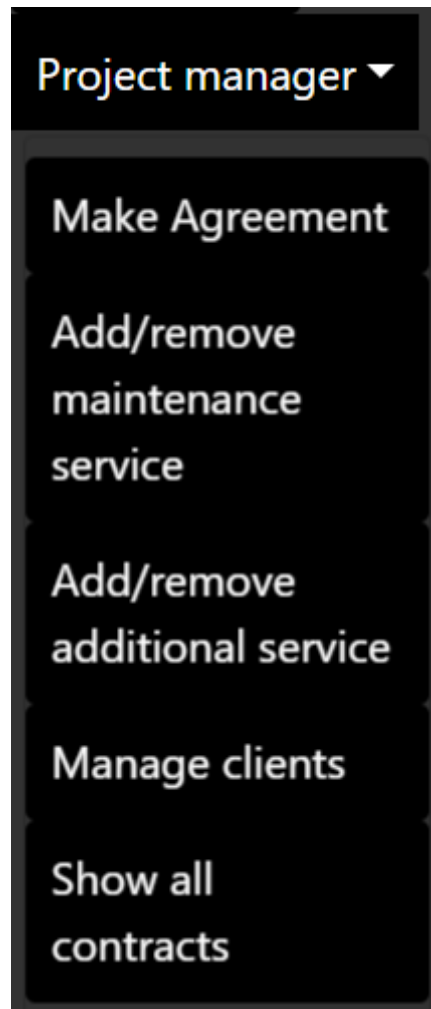 Project manager
Make Agreement
Add/remove
maintenance
service
Add/remove
additional service
Manage clients
Show all
contracts